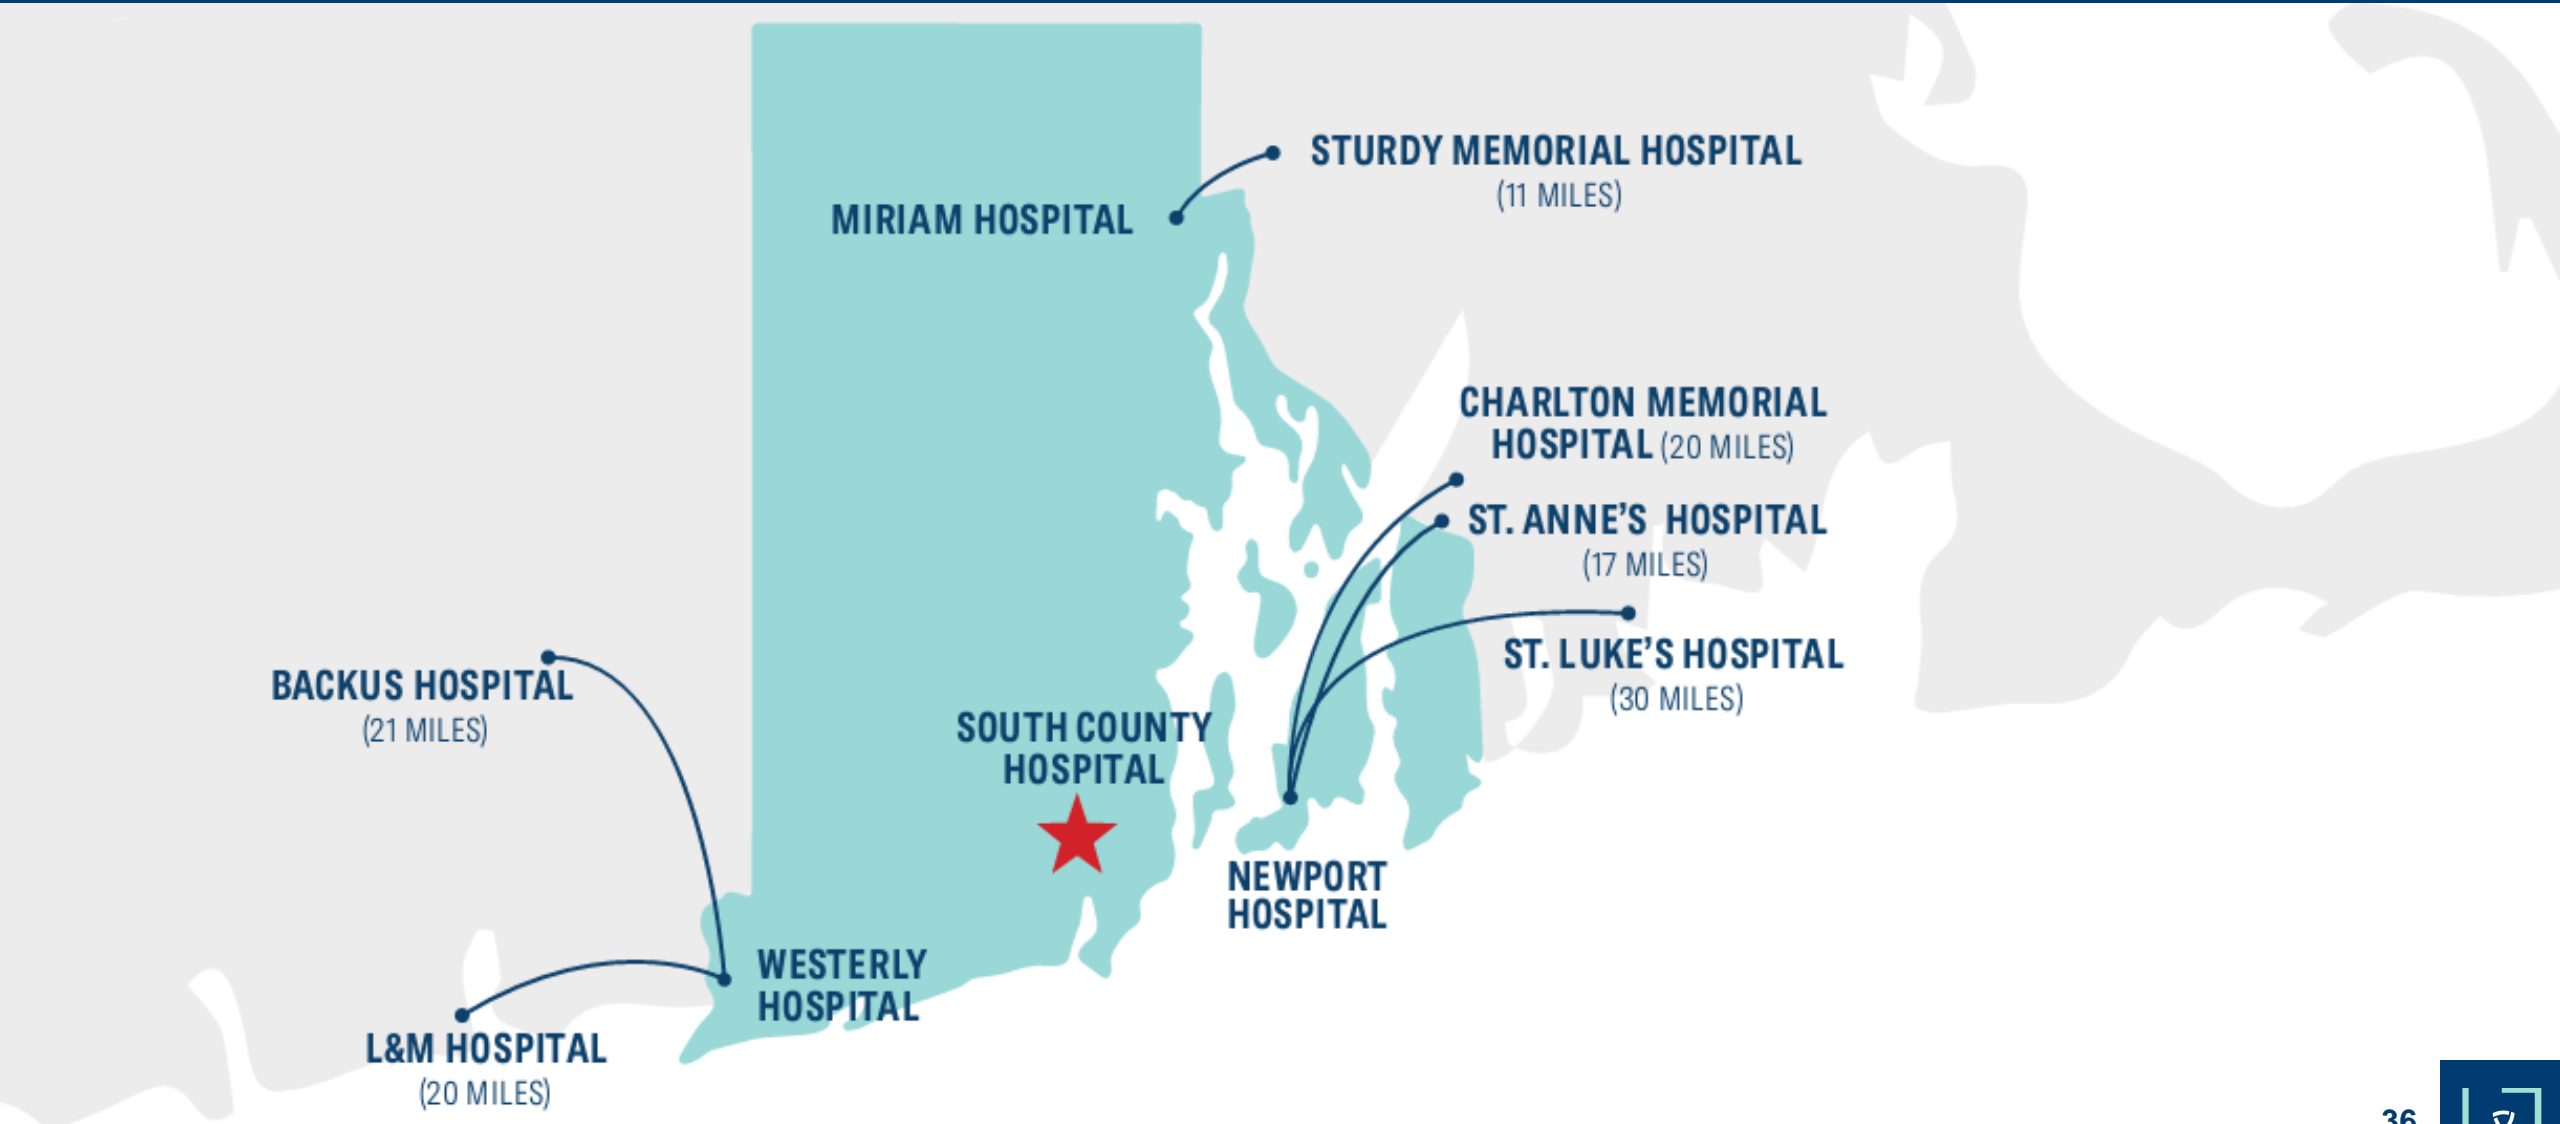 STURDY MEMORIAL HOSPITAL
(11 MILES)
MIRIAM HOSPITAL
CHARLTON MEMORIAL
HOSPITAL (20 MILES)
ST. ANNE'S HOSPITAL
(17 MILES)
ST. LUKE'S HOSPITAL
(30 MILES)
BACKUS HOSPITAL
(21 MILES)
SOUTH COUNTY
HOSPITAL
NEWPORT
HOSPITAL
WESTERLY
HOSPITAL
L&M HOSPITAL
(20 MILES)
36